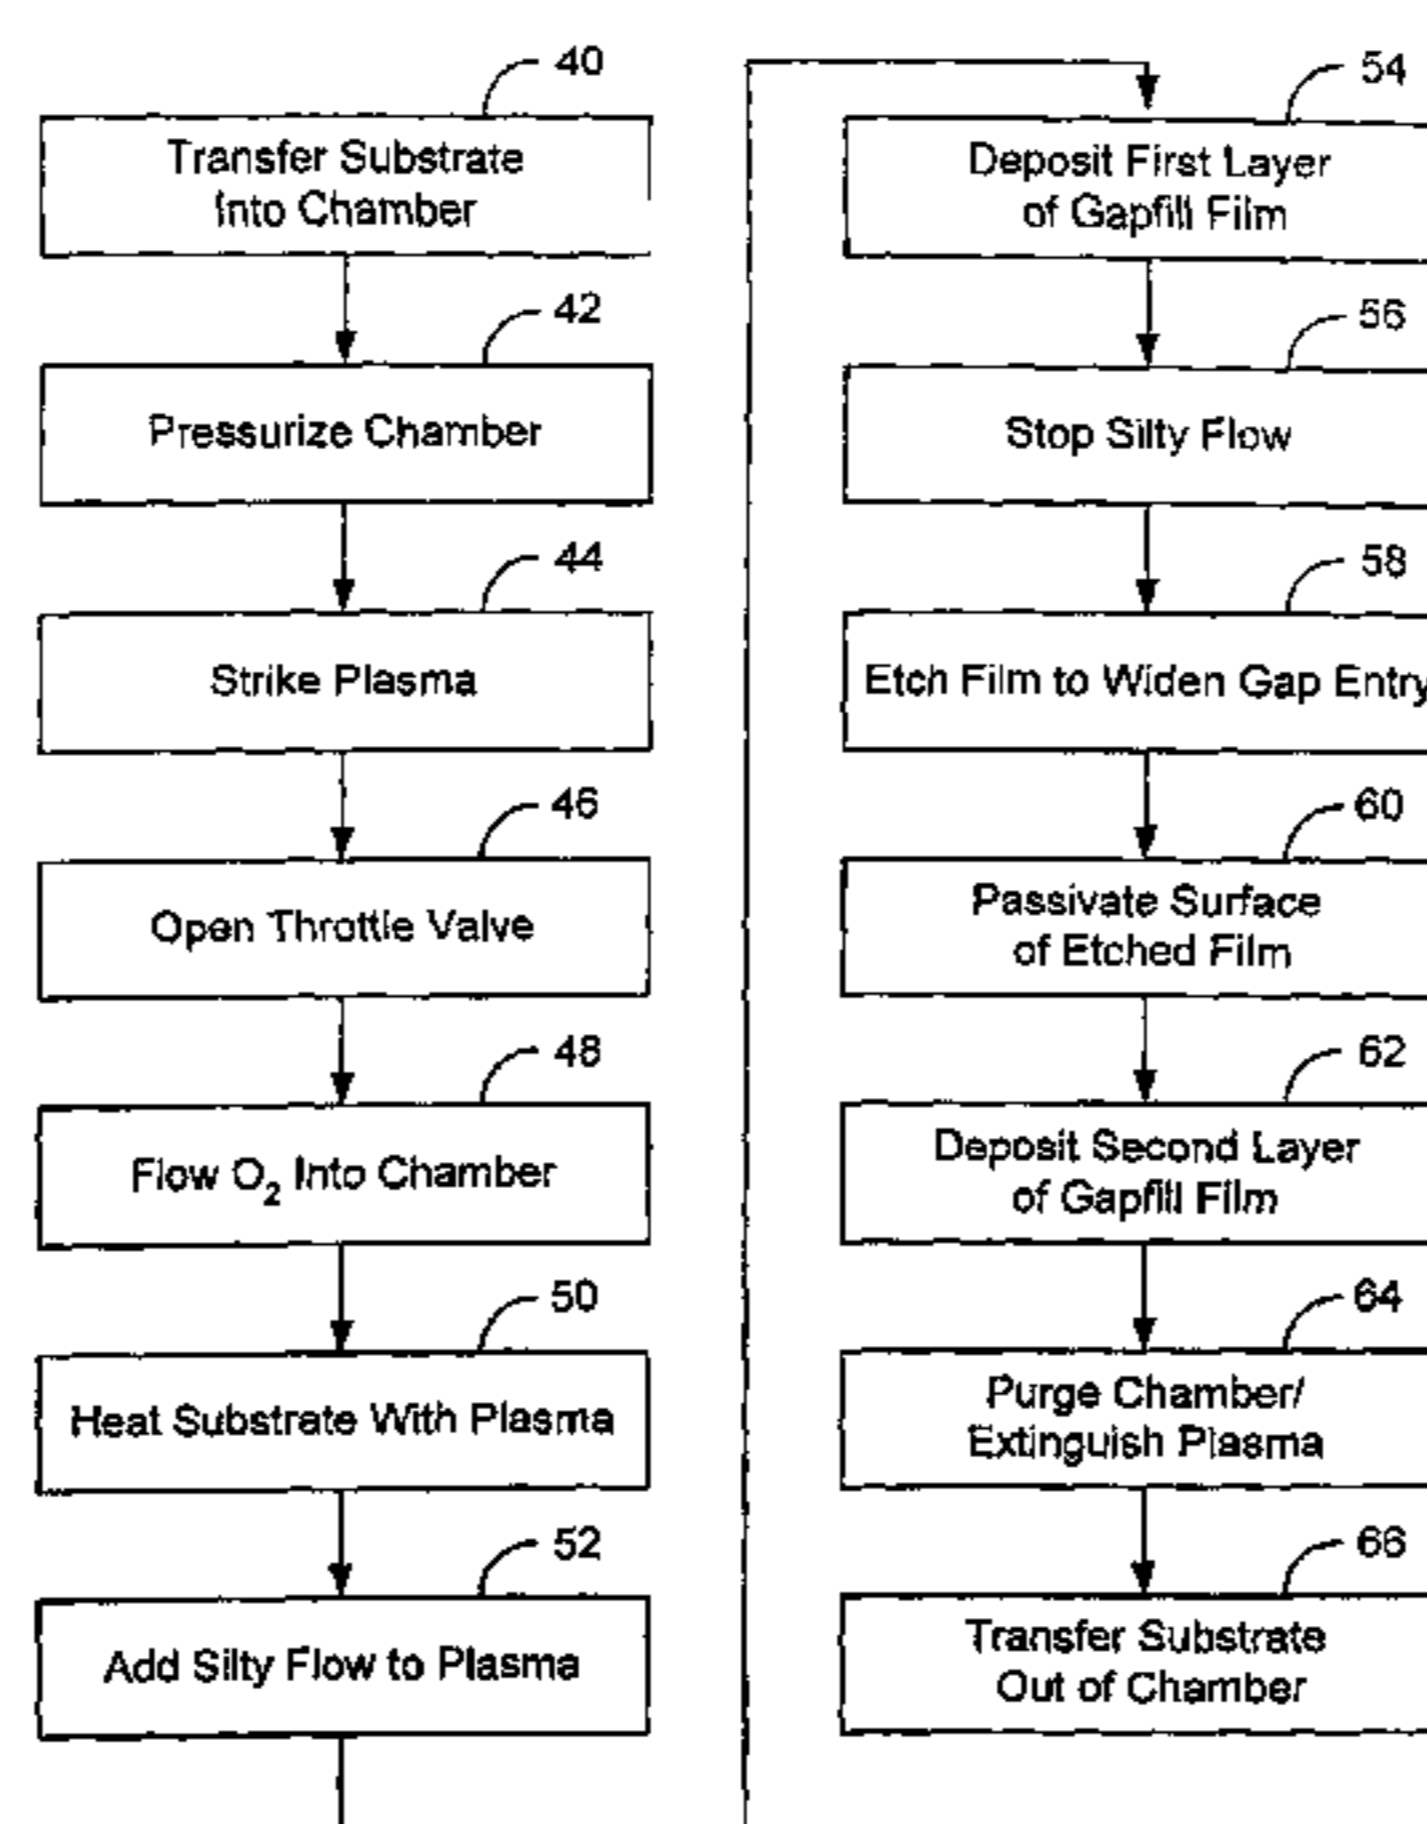 40
Transfer Substrate
Into Chamber
42
Pressurize Chamber
44
Strike Plasma
46
Open Throttle Valve
48
Flow O₂ Into Chamber
50
Heat Substrate With Plasma
52
Add Silty Flow to Plasma
54
Deposit First Layer
of Gapfill Film
56
Stop Silty Flow
58
Etch Film to Widen Gap Entry
60
Passivate Surface
of Etched Film
62
Deposit Second Layer
of Gapfill Film
64
Purge Chamber/
Extinguish Plasma
66
Transfer Substrate
Out of Chamber